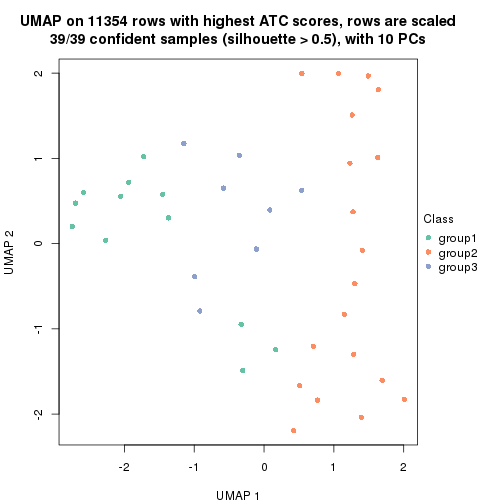 UMAP on 11354 rows with highest ATC scores, rows are scaled
39/39 confident samples (silhouette > 0.5), with 10 PCs
2
1
0
-1
-2
UMAP 2
-2
-1
0
1
2
UMAP 1
Class
group1
group2
group3